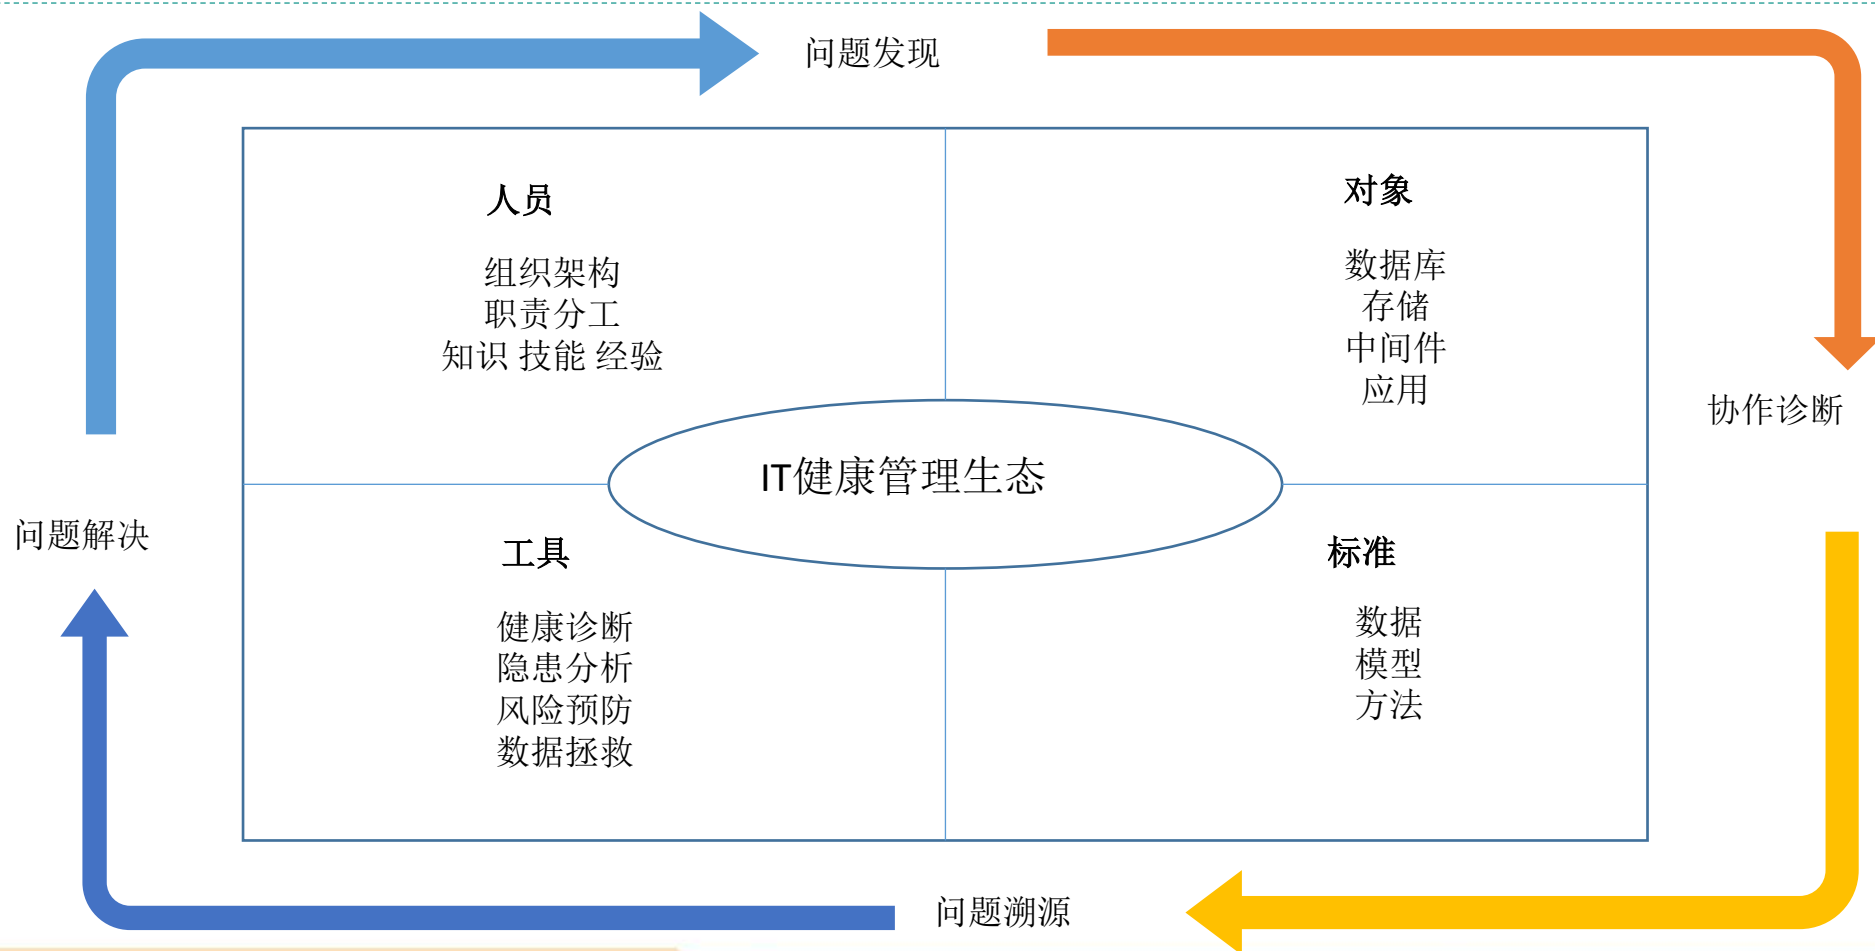 问题发现
人员
组织架构
职责分工
知识 技能 经验
对象
数据库
存储
中间件
应用
协作诊断
IT健康管理生态
问题解决
工具
健康诊断
隐患分析
风险预防
数据拯救
标准
数据
模型
方法
问题溯源